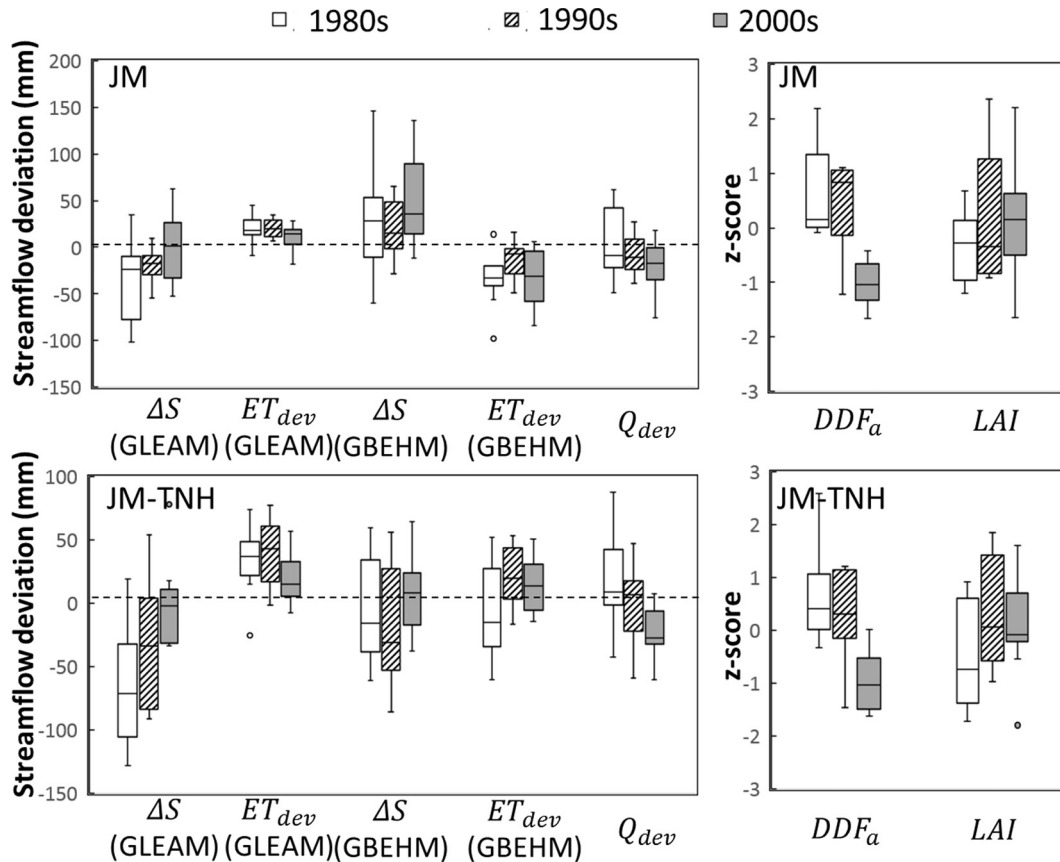 1980s 1990s 2000s
JM
Streamflow deviation (mm)
200
150
100
50
0
-50
-100
-150
ΔS ET_dev ΔS ET_dev Q_dev
(GLEAM) (GLEAM) (GBEHM) (GBEHM)
JM
z-score
3
2
1
0
-1
-2
-3
DDF_a LAI
JM-TNH
Streamflow deviation (mm)
100
50
0
-50
-100
-150
ΔS ET_dev ΔS ET_dev Q_dev
(GLEAM) (GLEAM) (GBEHM) (GBEHM)
JM-TNH
z-score
3
2
1
0
-1
-2
-3
DDF_a LAI